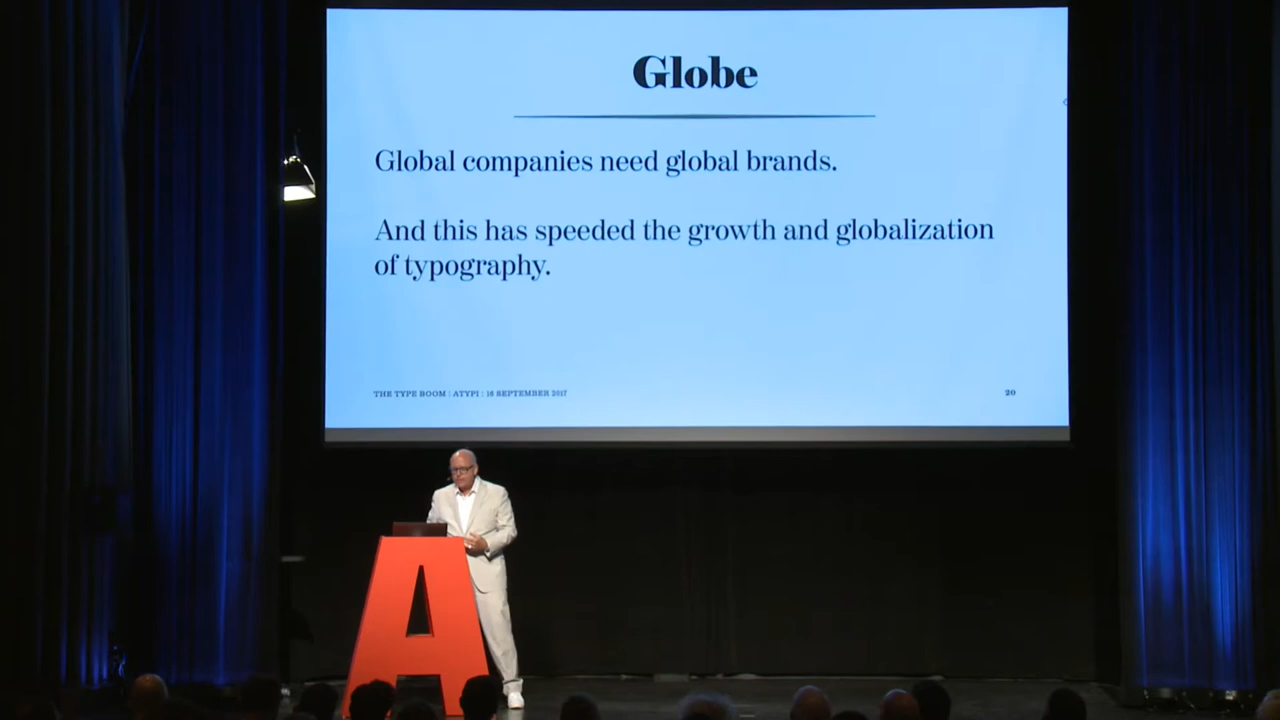 Globe
Global companies need global brands.
And this has speeded the growth and globalization
of typography.
THE TYPE BOOM | ATYPI : 16 SEPTEMBER 2017
20
A